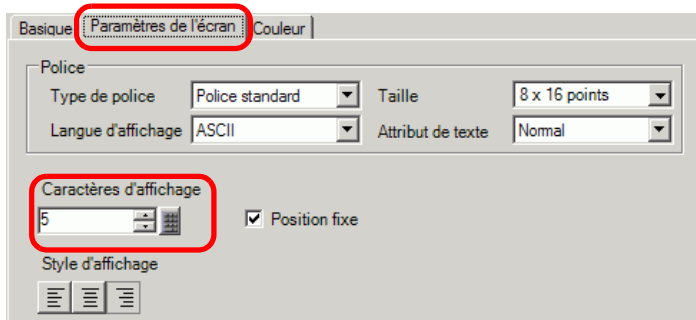 Basique Paramètres de l'écran Couleur
Police
Type de police Police standard Taille 8 x 16 points
Langue d'affichage ASCII Attribut de texte Normal
Caractères d'affichage
5 Position fixe
Style d'affichage